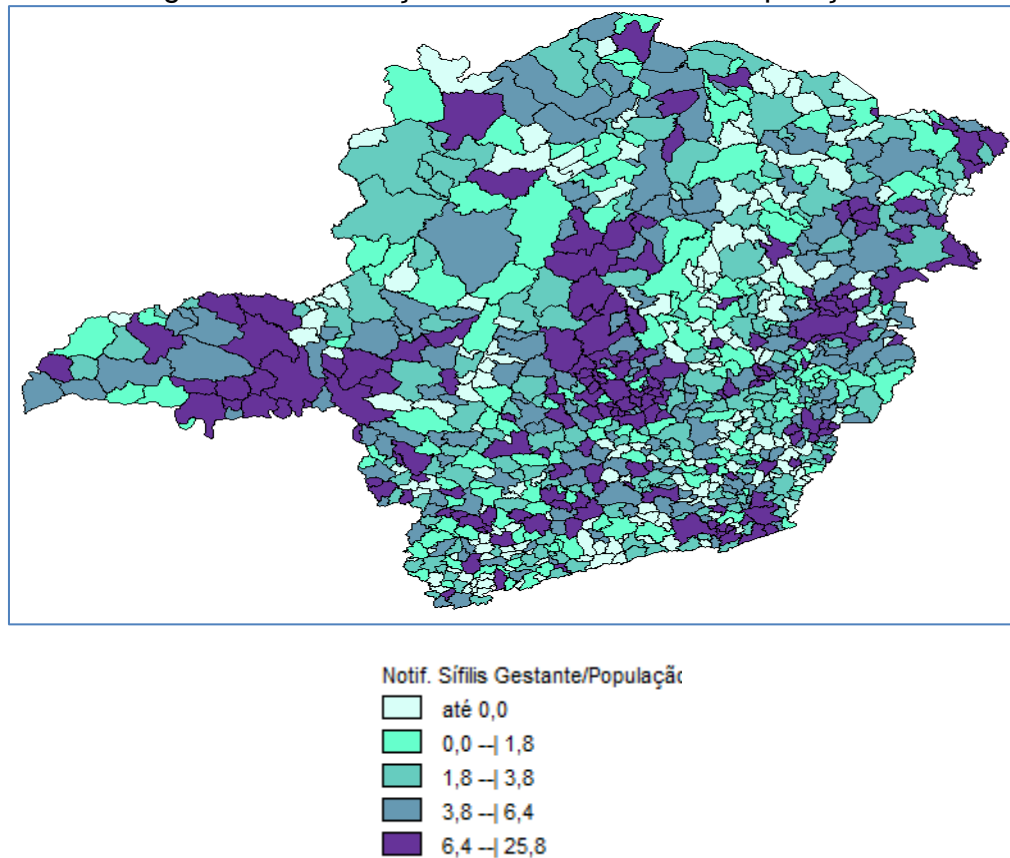 Notif. Sífilis Gestante/População
até 0,0
0,0 --| 1,8
1,8 --| 3,8
3,8 --| 6,4
6,4 --| 25,8